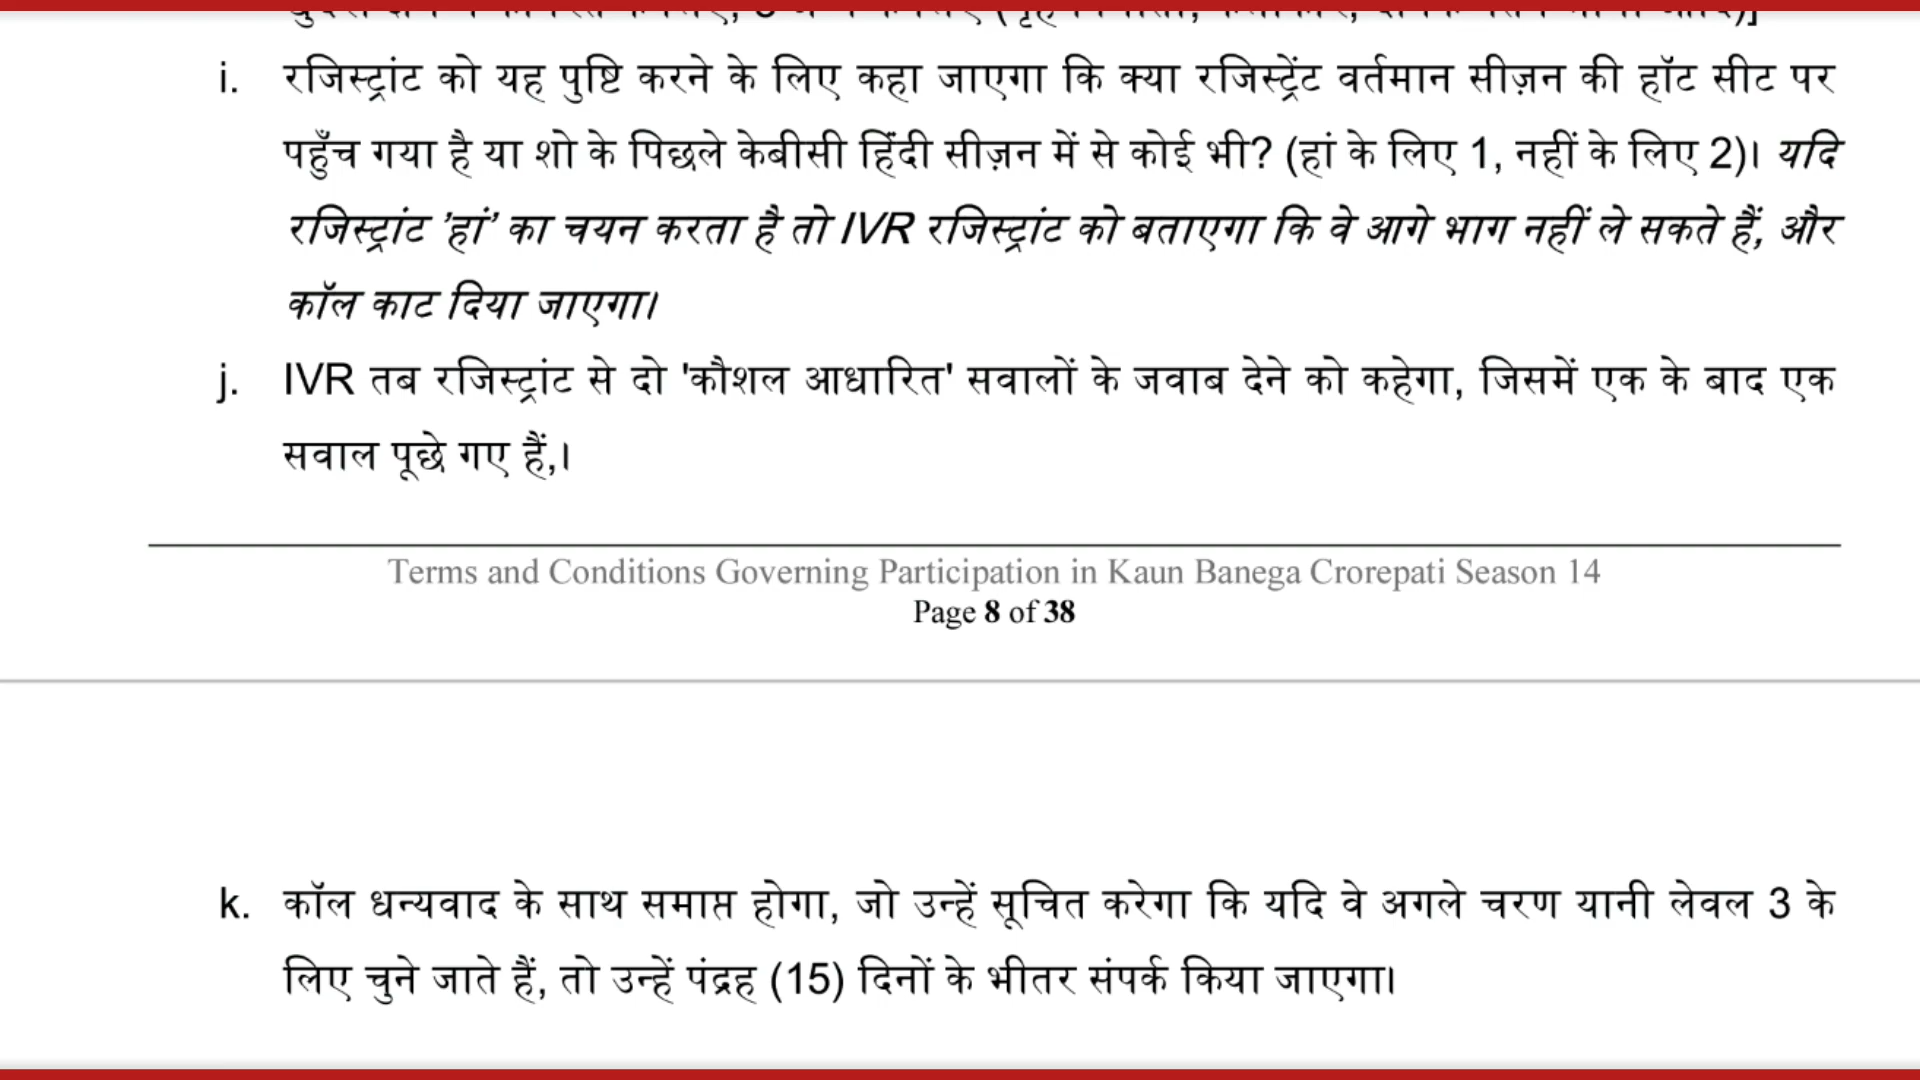 i. रजिस्ट्रांट को यह पुष्टि करने के लिए कहा जाएगा कि क्या रजिस्ट्रेंट वर्तमान सीज़न की हॉट सीट पर
पहुँच गया है या शो के पिछले केबीसी हिंदी सीज़न में से कोई भी? (हां के लिए 1, नहीं के लिए 2)। यदि
रजिस्ट्रांट 'हां' का चयन करता है तो IVR रजिस्ट्रांट को बताएगा कि वे आगे भाग नहीं ले सकते हैं, और
कॉल काट दिया जाएगा।
j. IVR तब रजिस्ट्रांट से दो 'कौशल आधारित' सवालों के जवाब देने को कहेगा, जिसमें एक के बाद एक
सवाल पूछे गए हैं,।
Terms and Conditions Governing Participation in Kaun Banega Crorepati Season 14
Page 8 of 38
k. कॉल धन्यवाद के साथ समाप्त होगा, जो उन्हें सूचित करेगा कि यदि वे अगले चरण यानी लेवल 3 के
लिए चुने जाते हैं, तो उन्हें पंद्रह (15) दिनों के भीतर संपर्क किया जाएगा।